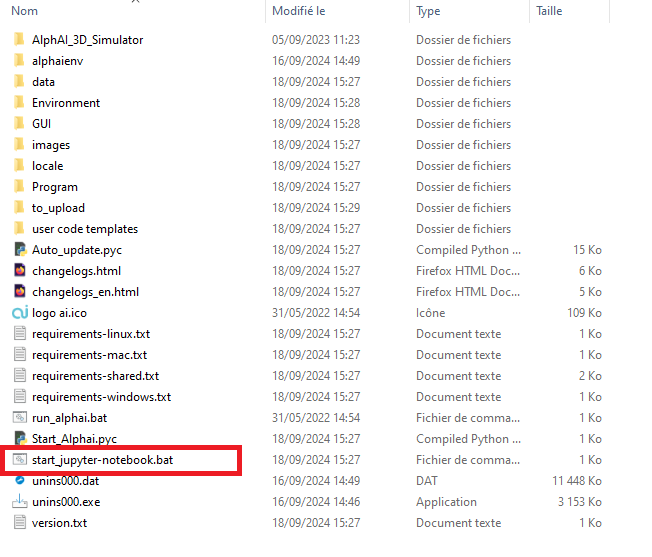 Nom Modifié le Type Taille
AlphAI_3D_Simulator 05/09/2023 11:23 Dossier de fichiers
alphaienv 16/09/2024 14:49 Dossier de fichiers
data 18/09/2024 15:27 Dossier de fichiers
Environment 18/09/2024 15:28 Dossier de fichiers
GUI 18/09/2024 15:28 Dossier de fichiers
images 18/09/2024 15:27 Dossier de fichiers
locale 18/09/2024 15:27 Dossier de fichiers
Program 18/09/2024 15:27 Dossier de fichiers
to_upload 18/09/2024 15:29 Dossier de fichiers
user code templates 18/09/2024 15:27 Dossier de fichiers
Auto_update.pyc 18/09/2024 15:27 Compiled Python ... 15 Ko
changelogs.html 18/09/2024 15:27 Firefox HTML Doc... 6 Ko
changelogs_en.html 18/09/2024 15:27 Firefox HTML Doc... 5 Ko
logo ai.ico 31/05/2022 14:54 Icône 109 Ko
requirements-linux.txt 18/09/2024 15:27 Document texte 1 Ko
requirements-mac.txt 18/09/2024 15:27 Document texte 1 Ko
requirements-shared.txt 18/09/2024 15:27 Document texte 2 Ko
requirements-windows.txt 18/09/2024 15:27 Document texte 1 Ko
run_alphai.bat 31/05/2022 14:54 Fichier de comma... 1 Ko
Start_Alphai.pyc 18/09/2024 15:27 Compiled Python ... 1 Ko
start_jupyter-notebook.bat 18/09/2024 15:27 Fichier de comma... 1 Ko
unins000.dat 16/09/2024 14:49 DAT 11 448 Ko
unins000.exe 16/09/2024 14:46 Application 3 153 Ko
version.txt 18/09/2024 15:27 Document texte 1 Ko